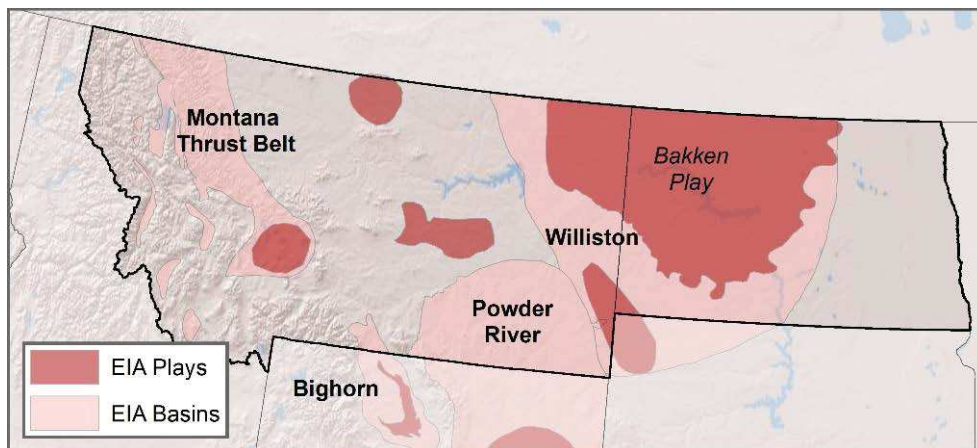 Montana
Thrust Belt
Bakken
Play
Williston
Powder
River
Bighorn
EIA Plays
EIA Basins